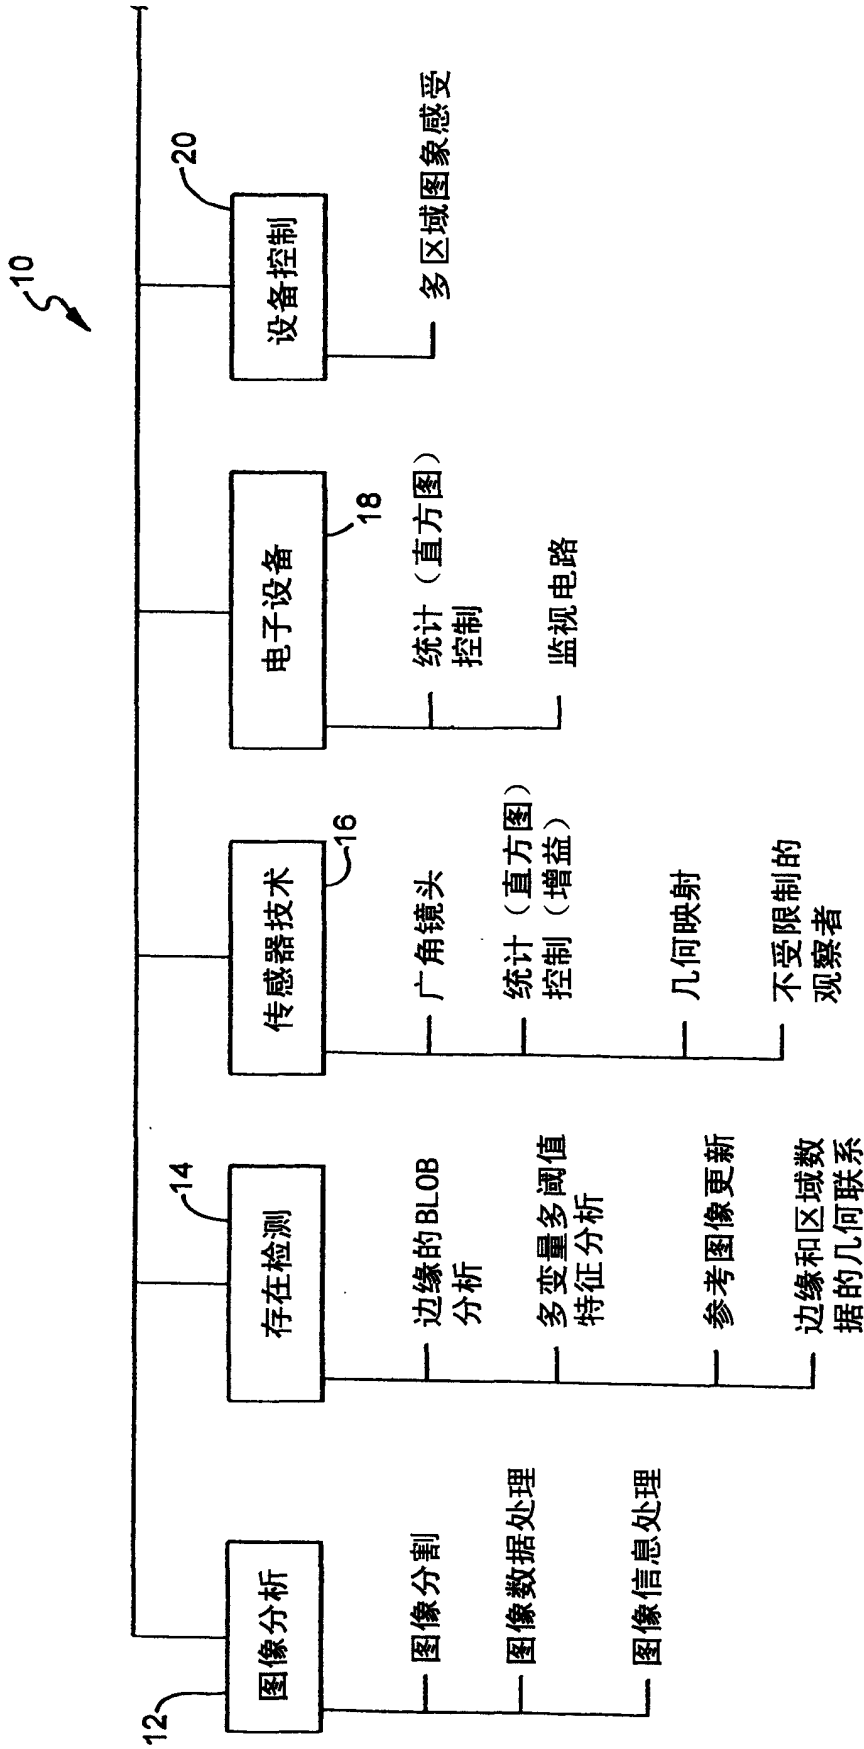 10
12
图像分析
图像分割
图像数据处理
图像信息处理
14
存在检测
边缘的BLOB
分析
多变量多阈值
特征分析
参考图像更新
边缘和区域数
据的几何联系
16
传感器技术
广角镜头
统计（直方图）
控制（增益）
几何映射
不受限制的
观察者
18
电子设备
统计（直方图）
控制
监视电路
20
设备控制
多区域图象感受